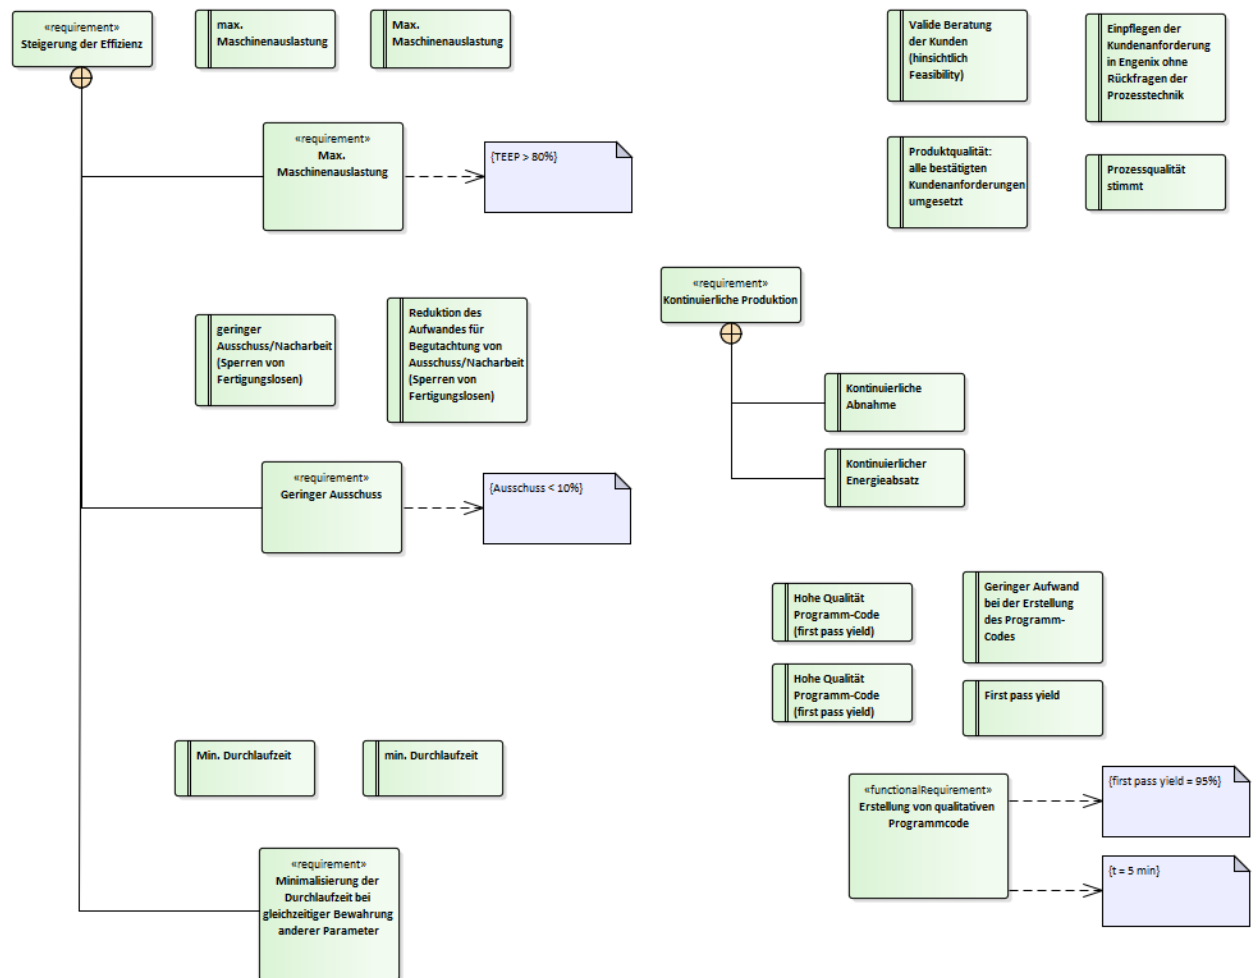 «requirement»
Steigerung der Effizienz
max.
Maschinenauslastung
Max.
Maschinenauslastung
Valide Beratung
der Kunden
(hinsichtlich
Feasibility)
Einpflegen der
Kundenanforderung
in Engenix ohne
Rückfragen der
Prozesstechnik
«requirement»
Max.
Maschinenauslastung
{TEEP > 80%}
Produktqualität:
alle bestätigten
Kundenanforderungen
umgesetzt
Prozessqualität
stimmt
«requirement»
Kontinuierliche Produktion
geringer
Ausschuss/Nacharbeit
(Sperren von
Fertigungslosen)
Reduktion des
Aufwandes für
Begutachtung von
Ausschuss/Nacharbeit
(Sperren von
Fertigungslosen)
Kontinuierliche
Abnahme
Kontinuierlicher
Energieabsatz
«requirement»
Geringer Ausschuss
{Ausschuss < 10%}
Hohe Qualität
Programm-Code
(first pass yield)
Geringer Aufwand
bei der Erstellung
des Programm-
Codes
Hohe Qualität
Programm-Code
(first pass yield)
First pass yield
Min. Durchlaufzeit
min. Durchlaufzeit
«functionalRequirement»
Erstellung von qualitativen
Programmcode
{first pass yield = 95%}
{t = 5 min}
«requirement»
Minimalisierung der
Durchlaufzeit bei
gleichzeitiger Bewahrung
anderer Parameter